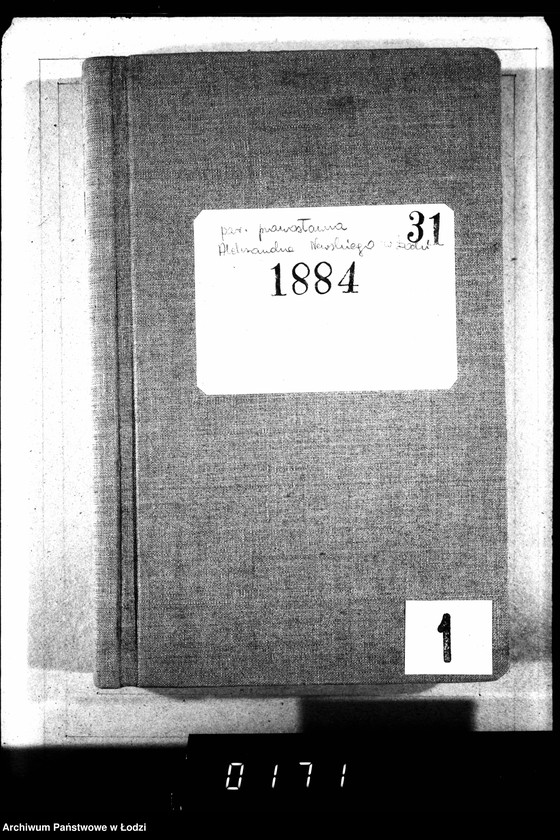 par. prawosławna
31
Aleksandra Newskiego w Łodzi
1884
1
0171
Archiwum Państwowe w Łodzi